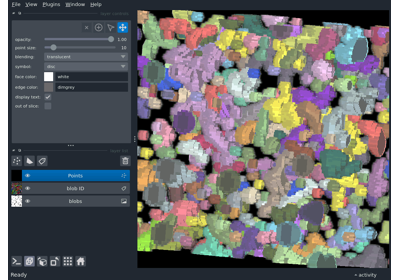 File View Plugins Window Help
opacity: 1.00
point size: 10
blending: translucent
symbol: disc
face color: white
edge color: dimgrey
display text:
out of slice:
Points
blob ID
blobs
Ready activity